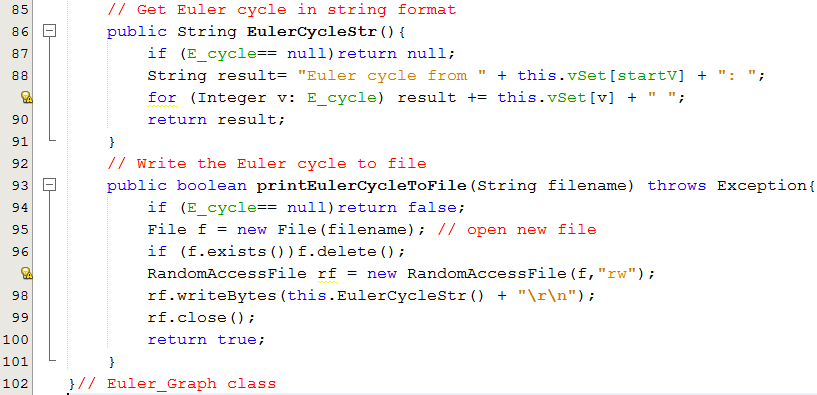 85 // Get Euler cycle in string format
86 public String EulerCycleStr(){
87 if (E_cycle== null)return null;
88 String result= "Euler cycle from " + this.vSet[startV] + ": ";
for (Integer v: E_cycle) result += this.vSet[v] + " ";
90 return result;
91 }
92 // Write the Euler cycle to file
93 public boolean printEulerCycleToFile(String filename) throws Exception{
94 if (E_cycle== null)return false;
95 File f = new File(filename); // open new file
96 if (f.exists())f.delete();
RandomAccessFile rf = new RandomAccessFile(f,"rw");
98 rf.writeBytes(this.EulerCycleStr() + "\r\n");
99 rf.close();
100 return true;
101 }
102 }// Euler_Graph class